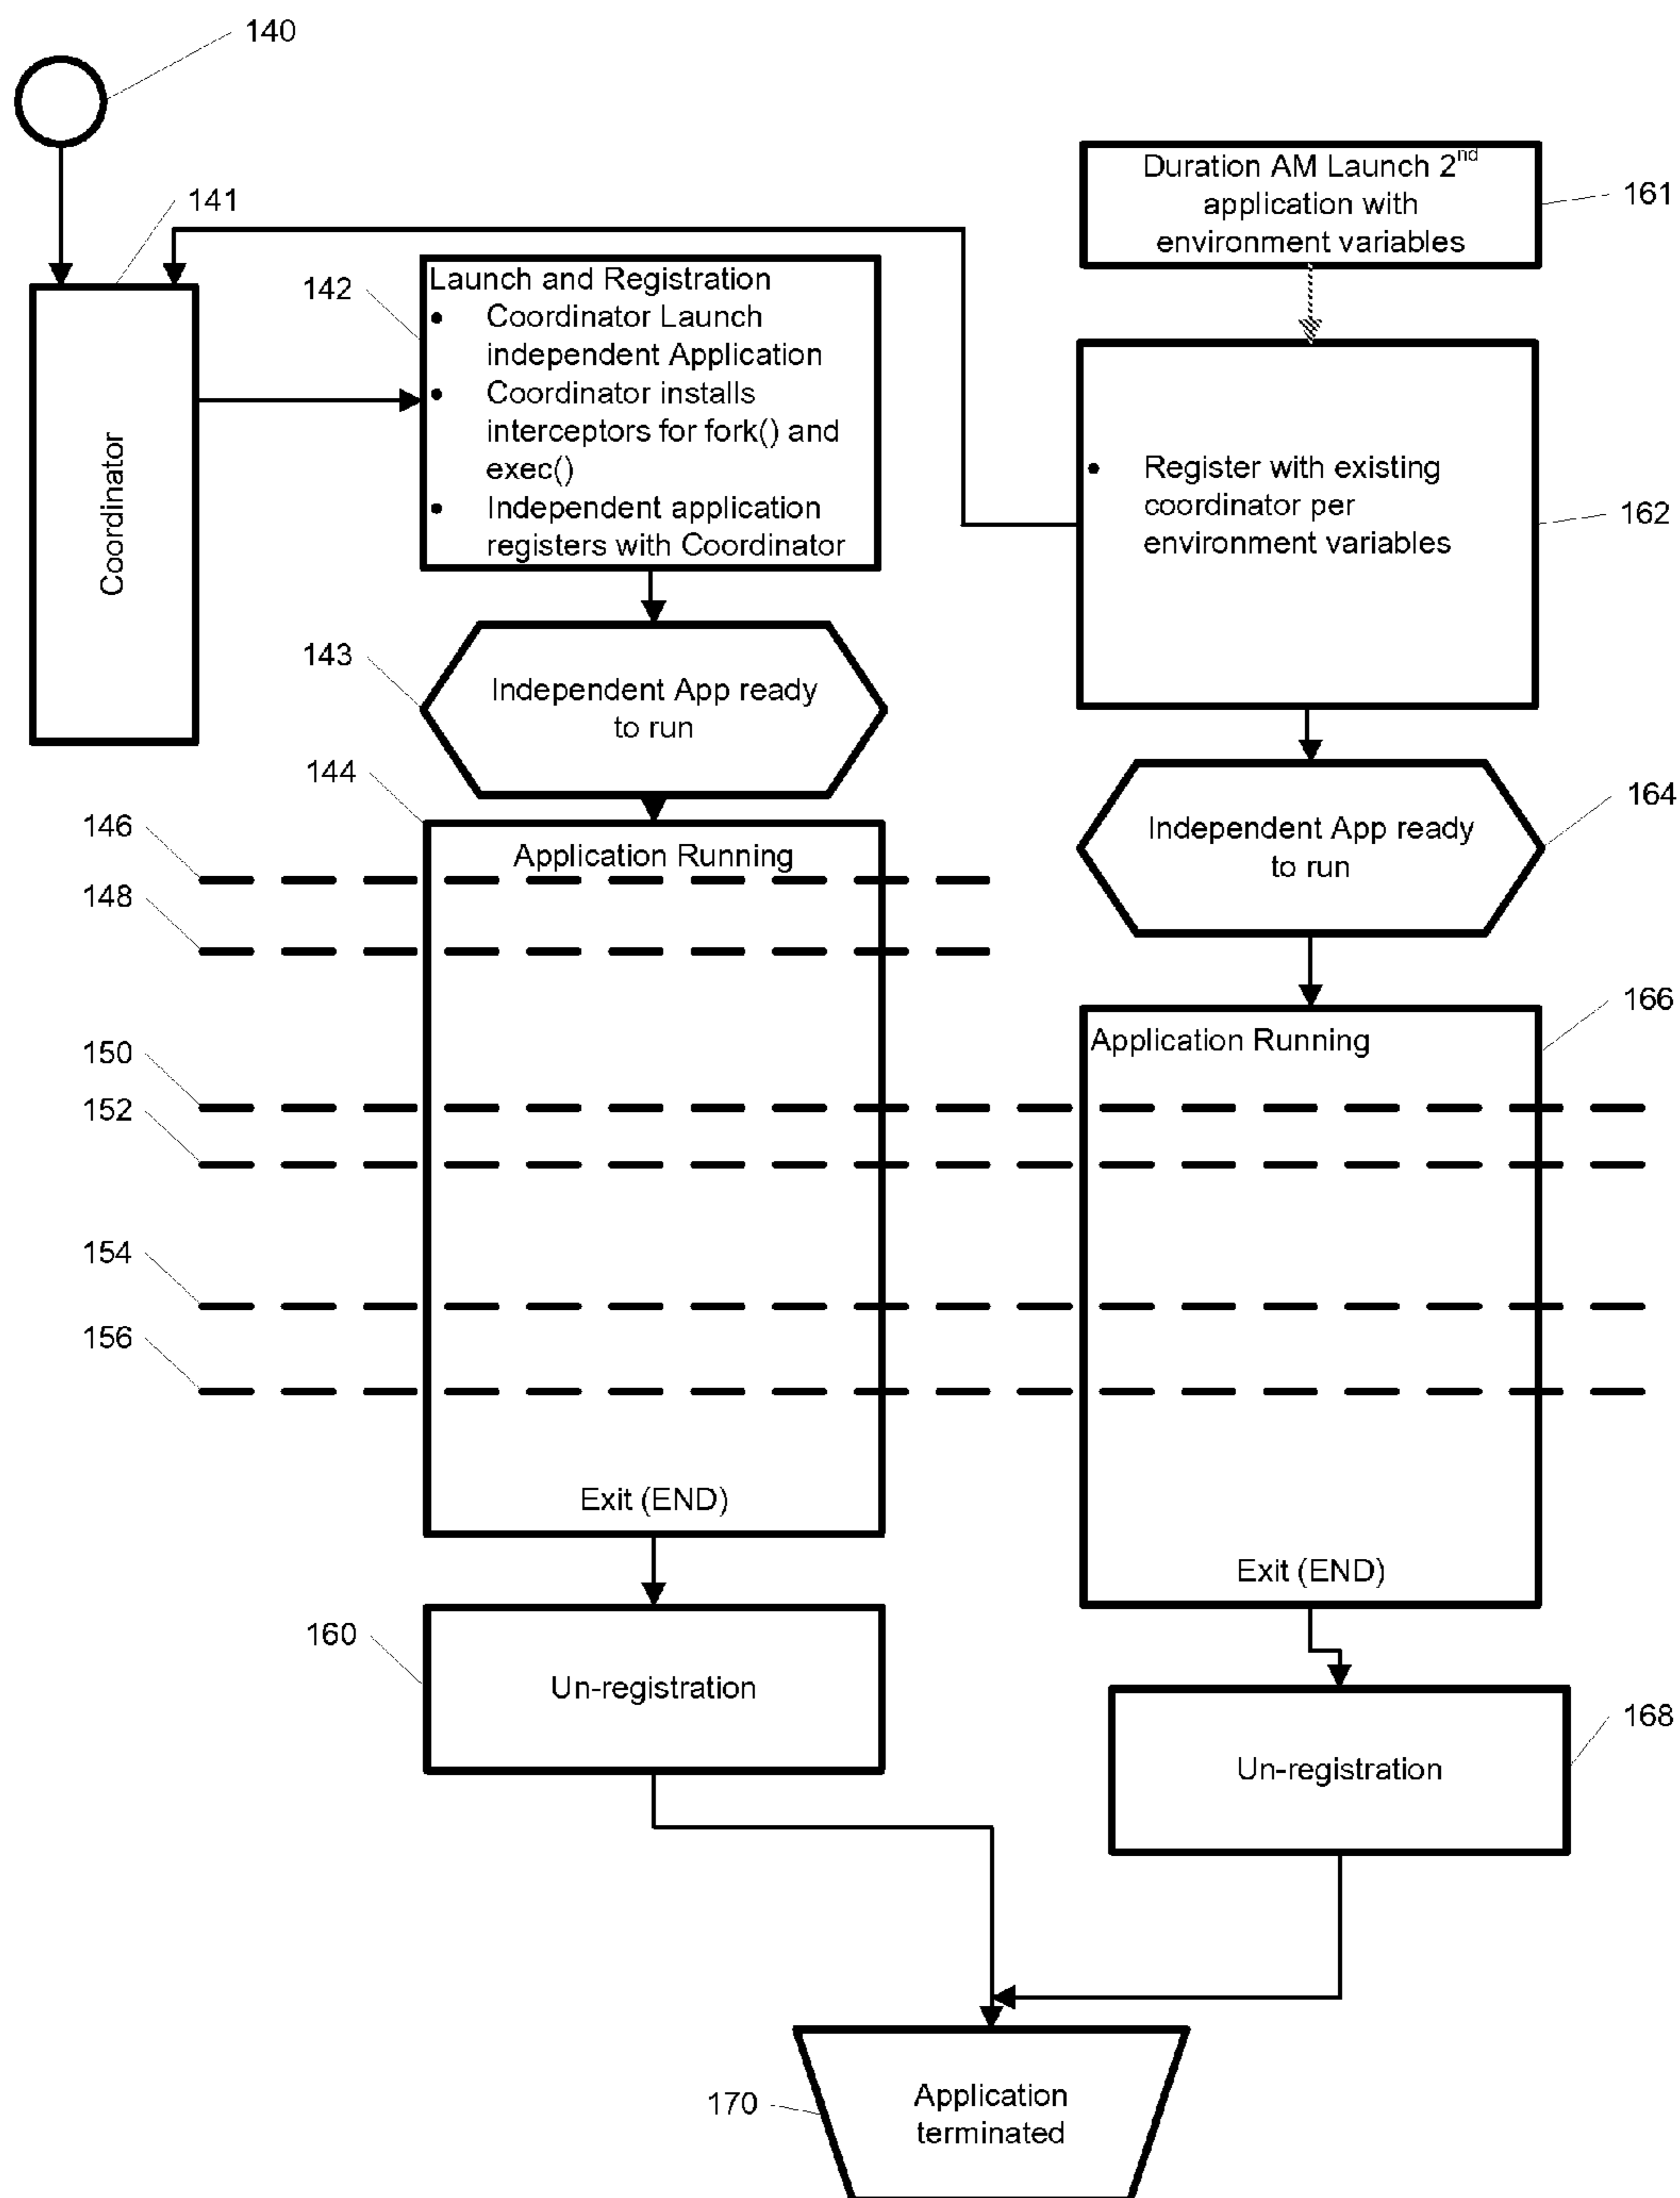 140
Duration AM Launch 2nd
application with
environment variables
161
141
142
Launch and Registration
• Coordinator Launch
independent Application
• Coordinator installs
interceptors for fork() and
exec()
• Independent application
registers with Coordinator
Coordinator
• Register with existing
coordinator per
environment variables
162
143
Independent App ready
to run
144
146
148
Application Running
164
Independent App ready
to run
166
Application Running
150
152
154
156
Exit (END)
Exit (END)
160
Un-registration
168
Un-registration
170
Application
terminated